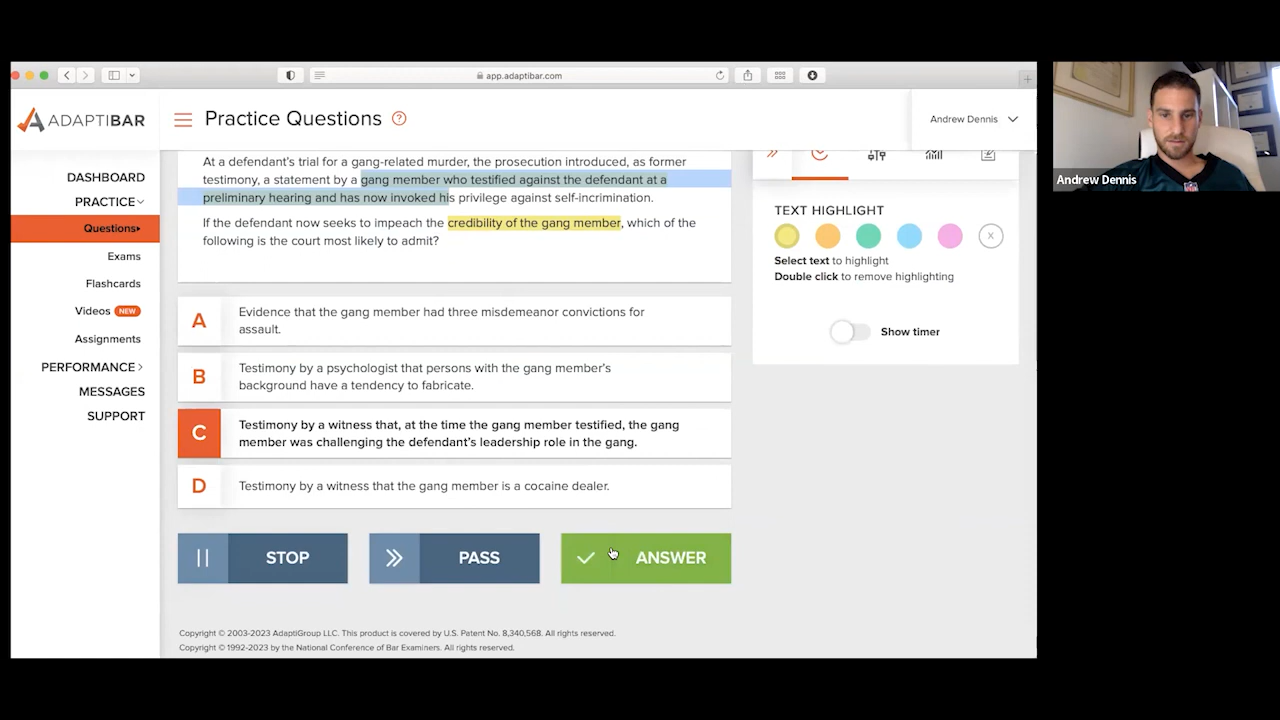 app.adaptibar.com
ADAPTIBAR
Practice Questions ?
Andrew Dennis
DASHBOARD
PRACTICE
Questions
Exams
Flashcards
Videos NEW
Assignments
PERFORMANCE
MESSAGES
SUPPORT
At a defendant's trial for a gang-related murder, the prosecution introduced, as former
testimony, a statement by a gang member who testified against the defendant at a
preliminary hearing and has now invoked his privilege against self-incrimination.
If the defendant now seeks to impeach the credibility of the gang member, which of the
following is the court most likely to admit?
A
Evidence that the gang member had three misdemeanor convictions for
assault.
B
Testimony by a psychologist that persons with the gang member's
background have a tendency to fabricate.
C
Testimony by a witness that, at the time the gang member testified, the gang
member was challenging the defendant's leadership role in the gang.
D
Testimony by a witness that the gang member is a cocaine dealer.
STOP
PASS
ANSWER
Copyright © 2003-2023 AdaptiGroup LLC. This product is covered by U.S. Patent No. 8,340,568. All rights reserved.
Copyright © 1992-2023 by the National Conference of Bar Examiners. All rights reserved.
TEXT HIGHLIGHT
Select text to highlight
Double click to remove highlighting
Show timer
Andrew Dennis